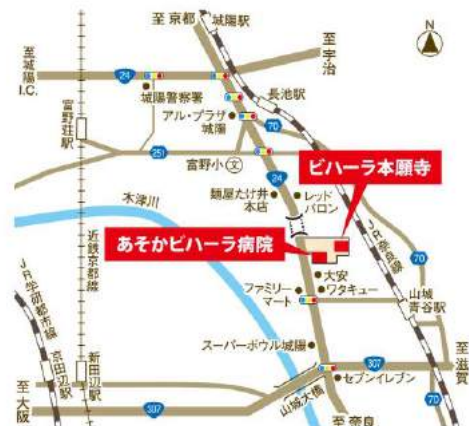 至京都
城陽駅
N
至宇治
至城陽
I.C.
24
城陽警察署
長池駅
富野荘駅
アル・プラザ
城陽
70
251
富野小
文
24
ビハーラ本願寺
麺屋たけ井
本店
レッド
バロン
木津川
あそかビハーラ病院
JR奈良線
近鉄京都線
大安
70
ファミリー
マート
ワタキュー
山城
青谷駅
JR学研都市線
スーパーボウル城陽
京田辺駅
新田辺駅
307
至滋賀
セブンイレブン
至大阪
307
山城大橋
70
至奈良